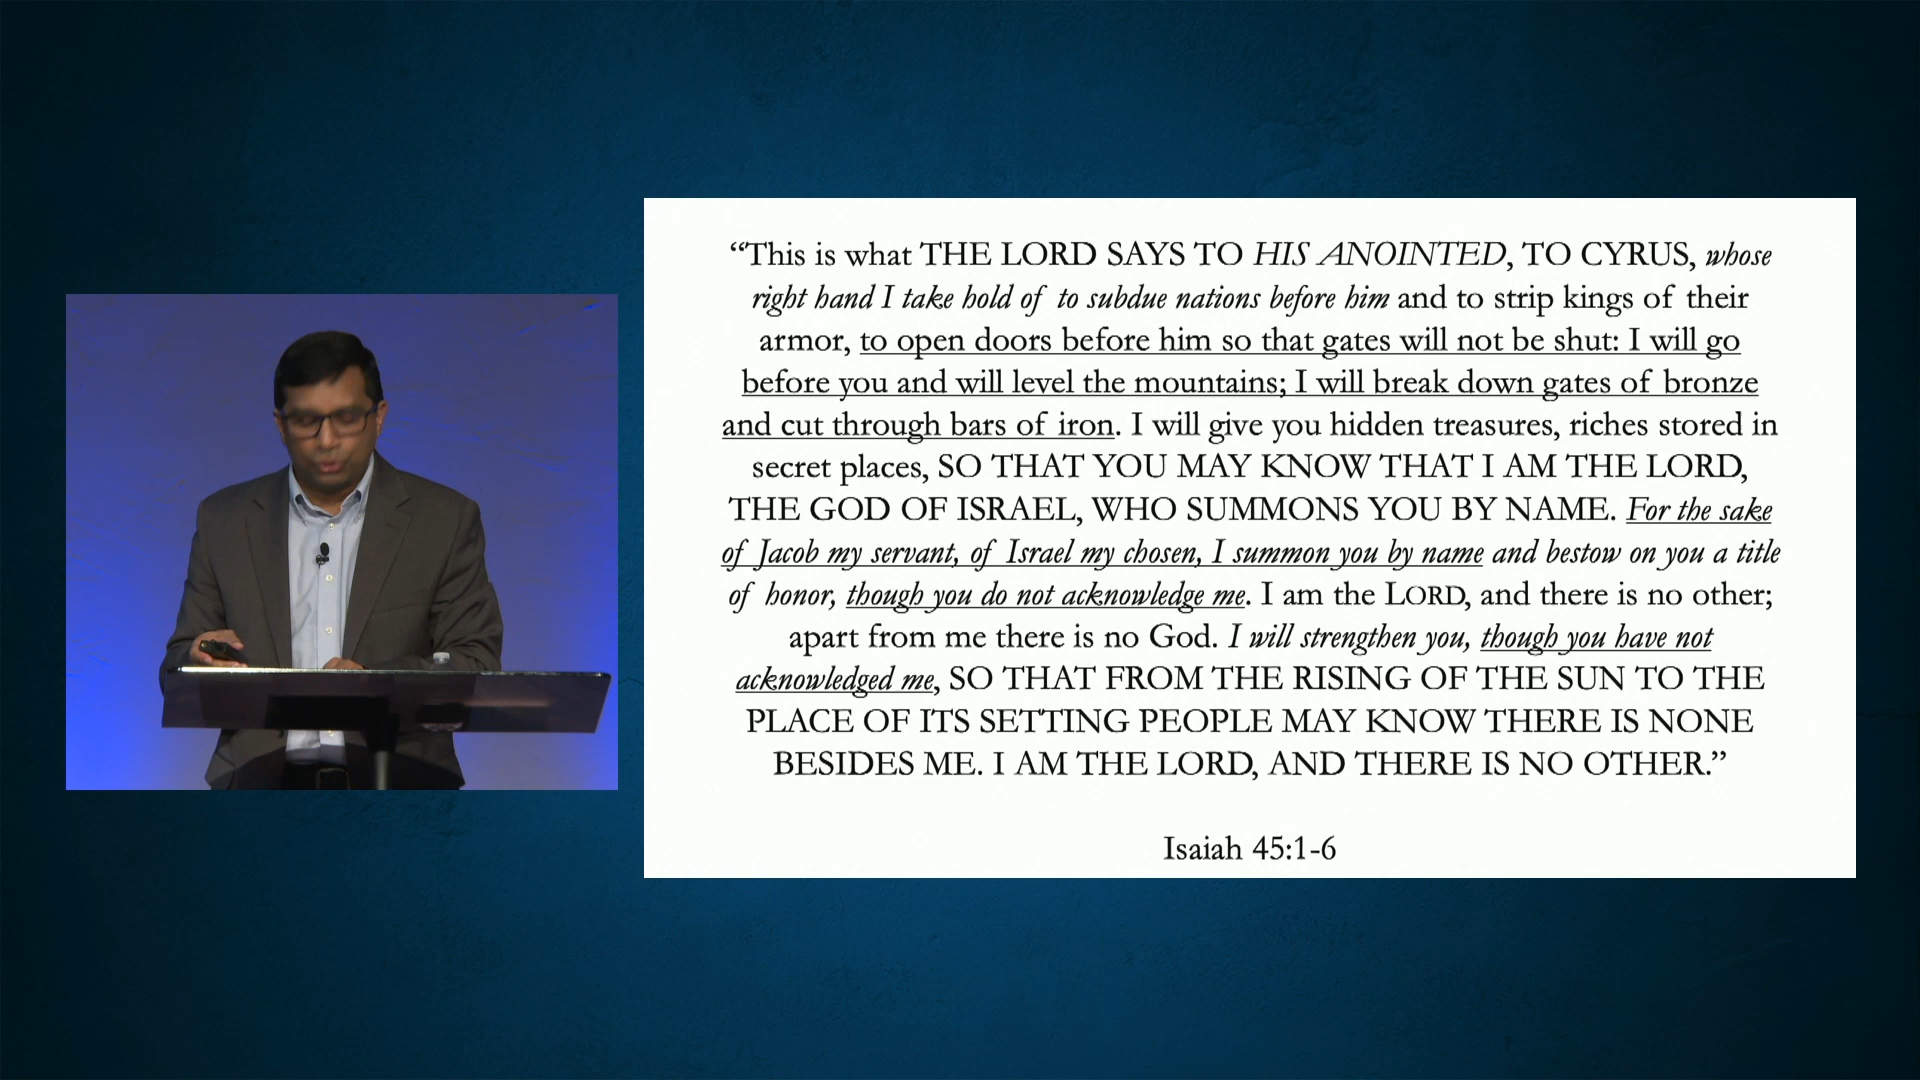 “This is what THE LORD SAYS TO HIS ANOINTED, TO CYRUS, whose
right hand I take hold of to subdue nations before him and to strip kings of their
armor, to open doors before him so that gates will not be shut: I will go
before you and will level the mountains; I will break down gates of bronze
and cut through bars of iron. I will give you hidden treasures, riches stored in
secret places, SO THAT YOU MAY KNOW THAT I AM THE LORD,
THE GOD OF ISRAEL, WHO SUMMONS YOU BY NAME. For the sake
of Jacob my servant, of Israel my chosen, I summon you by name and bestow on you a title
of honor, though you do not acknowledge me. I am the LORD, and there is no other;
apart from me there is no God. I will strengthen you, though you have not
acknowledged me, SO THAT FROM THE RISING OF THE SUN TO THE
PLACE OF ITS SETTING PEOPLE MAY KNOW THERE IS NONE
BESIDES ME. I AM THE LORD, AND THERE IS NO OTHER.”
Isaiah 45:1-6